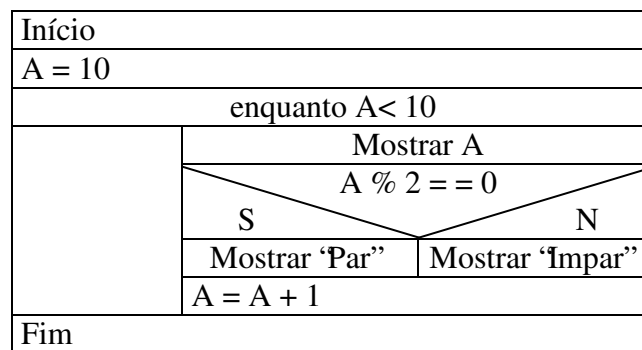 Início
A = 10
enquanto A< 10
Mostrar A
A % 2 = = 0
S N
Mostrar “Par” Mostrar “Impar”
A = A + 1
Fim